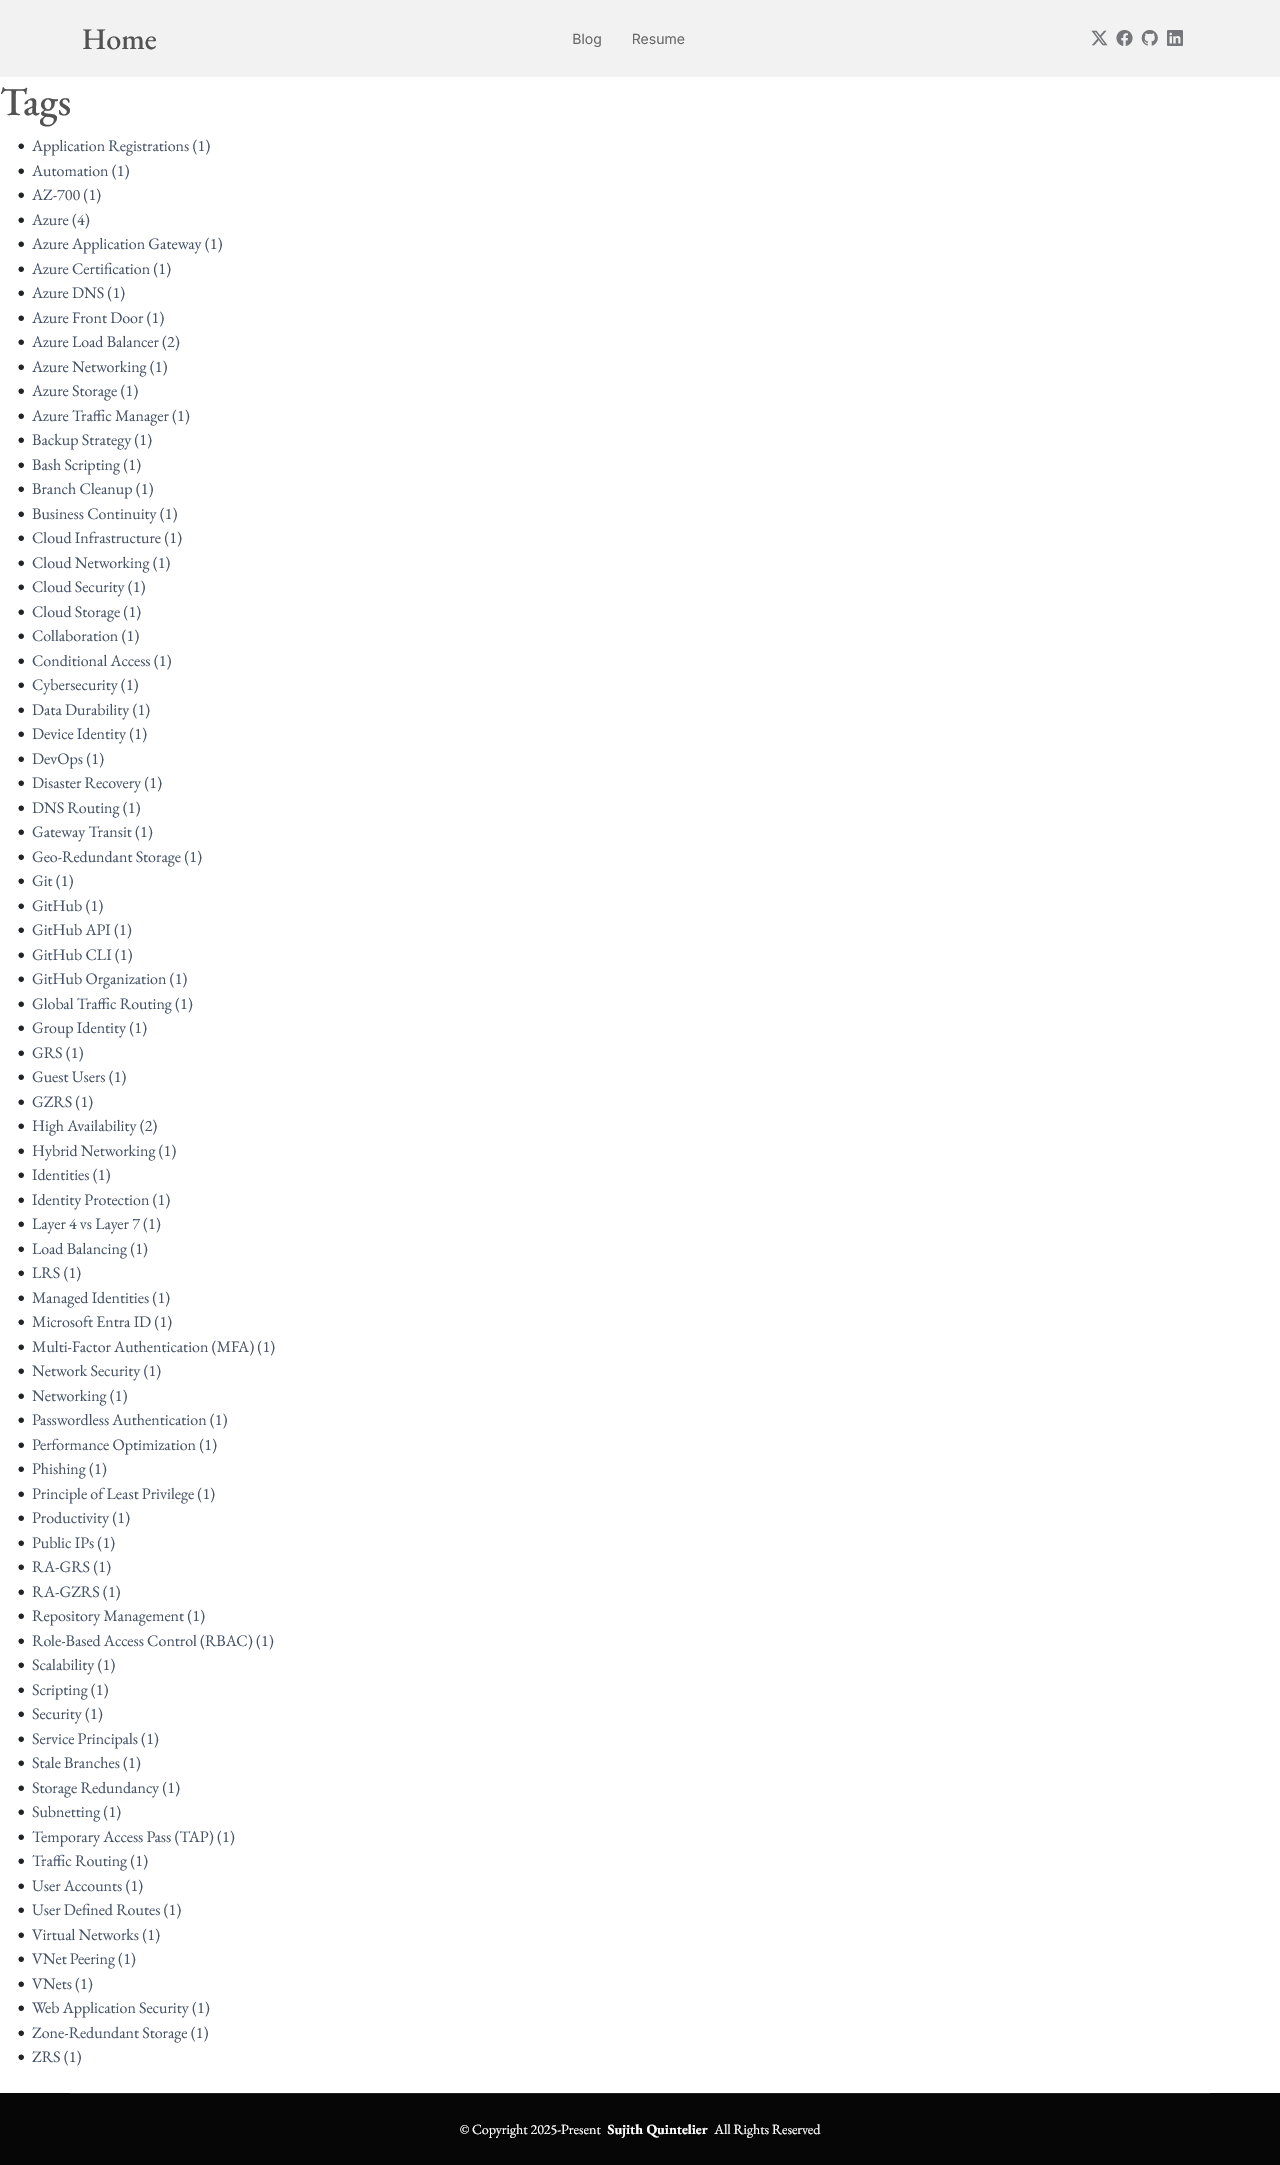 Home
Blog Resume
Tags
Application Registrations (1)
Automation (1)
AZ-700 (1)
Azure (4)
Azure Application Gateway (1)
Azure Certification (1)
Azure DNS (1)
Azure Front Door (1)
Azure Load Balancer (2)
Azure Networking (1)
Azure Storage (1)
Azure Traffic Manager (1)
Backup Strategy (1)
Bash Scripting (1)
Branch Cleanup (1)
Business Continuity (1)
Cloud Infrastructure (1)
Cloud Networking (1)
Cloud Security (1)
Cloud Storage (1)
Collaboration (1)
Conditional Access (1)
Cybersecurity (1)
Data Durability (1)
Device Identity (1)
DevOps (1)
Disaster Recovery (1)
DNS Routing (1)
Gateway Transit (1)
Geo-Redundant Storage (1)
Git (1)
GitHub (1)
GitHub API (1)
GitHub CLI (1)
GitHub Organization (1)
Global Traffic Routing (1)
Group Identity (1)
GRS (1)
Guest Users (1)
GZRS (1)
High Availability (2)
Hybrid Networking (1)
Identities (1)
Identity Protection (1)
Layer 4 vs Layer 7 (1)
Load Balancing (1)
LRS (1)
Managed Identities (1)
Microsoft Entra ID (1)
Multi-Factor Authentication (MFA) (1)
Network Security (1)
Networking (1)
Passwordless Authentication (1)
Performance Optimization (1)
Phishing (1)
Principle of Least Privilege (1)
Productivity (1)
Public IPs (1)
RA-GRS (1)
RA-GZRS (1)
Repository Management (1)
Role-Based Access Control (RBAC) (1)
Scalability (1)
Scripting (1)
Security (1)
Service Principals (1)
Stale Branches (1)
Storage Redundancy (1)
Subnetting (1)
Temporary Access Pass (TAP) (1)
Traffic Routing (1)
User Accounts (1)
User Defined Routes (1)
Virtual Networks (1)
VNet Peering (1)
VNets (1)
Web Application Security (1)
Zone-Redundant Storage (1)
ZRS (1)
© Copyright 2025-Present Sujith Quintelier All Rights Reserved